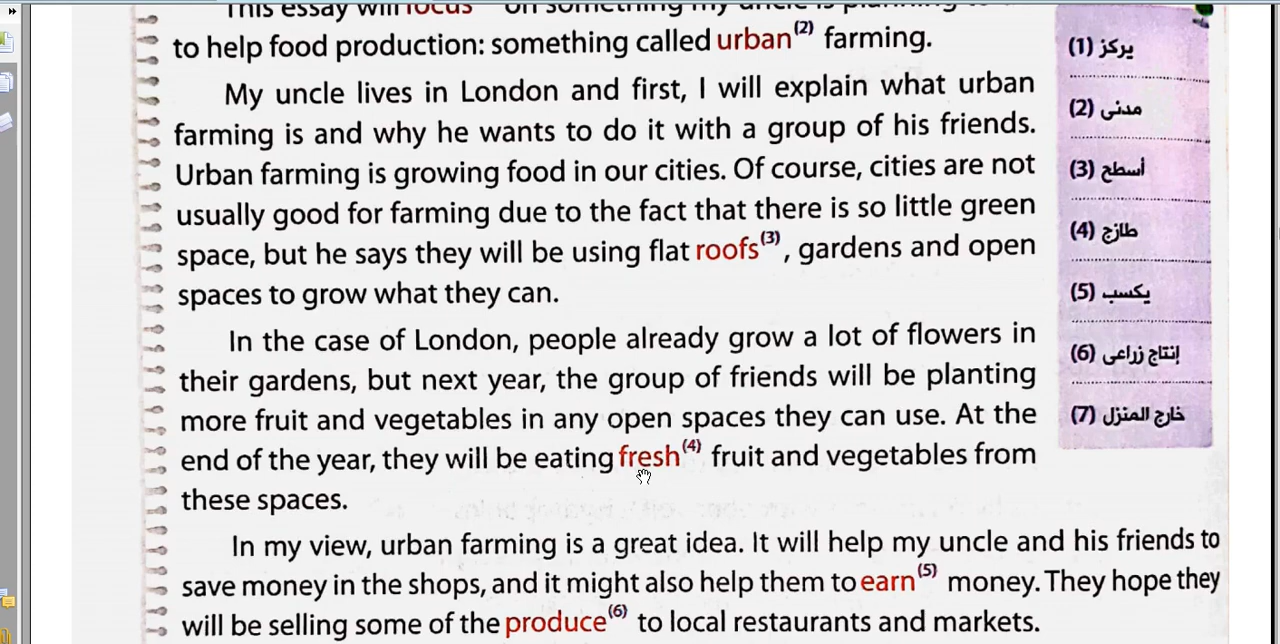 This essay will focus on something my uncle is planning to
to help food production: something called urban(2) farming.
My uncle lives in London and first, I will explain what urban
farming is and why he wants to do it with a group of his friends.
Urban farming is growing food in our cities. Of course, cities are not
usually good for farming due to the fact that there is so little green
space, but he says they will be using flat roofs(3), gardens and open
spaces to grow what they can.
In the case of London, people already grow a lot of flowers in
their gardens, but next year, the group of friends will be planting
more fruit and vegetables in any open spaces they can use. At the
end of the year, they will be eating fresh(4) fruit and vegetables from
these spaces.
In my view, urban farming is a great idea. It will help my uncle and his friends to
save money in the shops, and it might also help them to earn(5) money. They hope they
will be selling some of the produce(6) to local restaurants and markets.
(1) يركز
(2) مدنى
(3) أسطح
(4) طازج
(5) يكسب
(6) إنتاج زراعى
(7) خارج المنزل